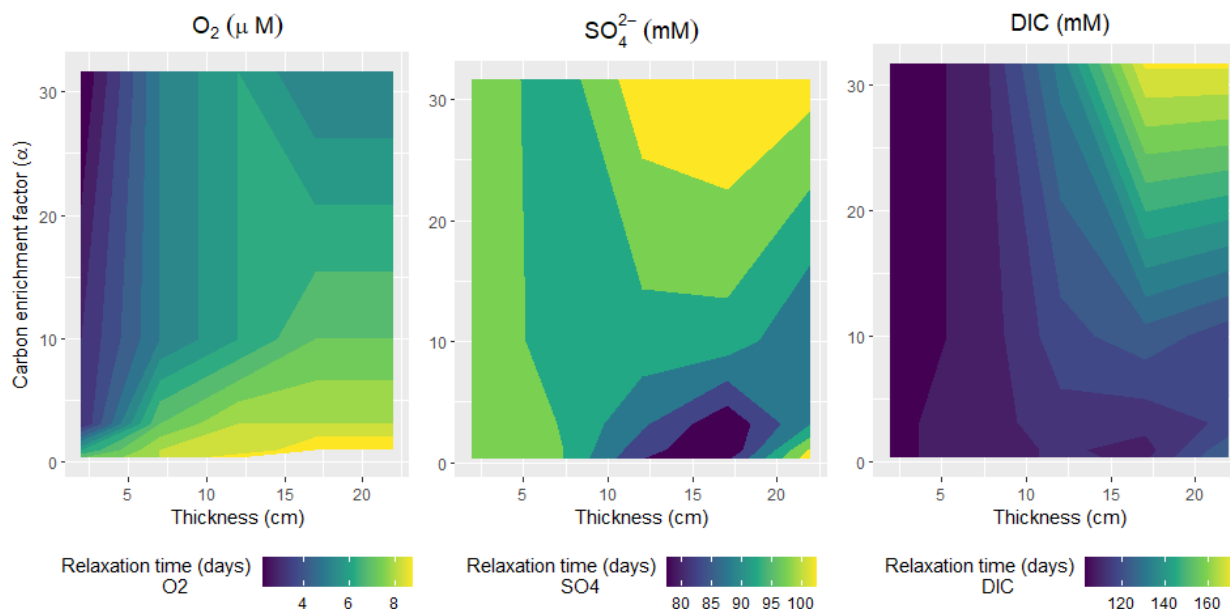 O₂ (μ M)
SO₄²⁻ (mM)
DIC (mM)
Carbon enrichment factor (α)
30
20
10
0
5
10
15
20
Thickness (cm)
30
20
10
0
5
10
15
20
Thickness (cm)
30
20
10
0
5
10
15
20
Thickness (cm)
Relaxation time (days)
O2
4 6 8
Relaxation time (days)
SO4
80 85 90 95 100
Relaxation time (days)
DIC
120 140 160